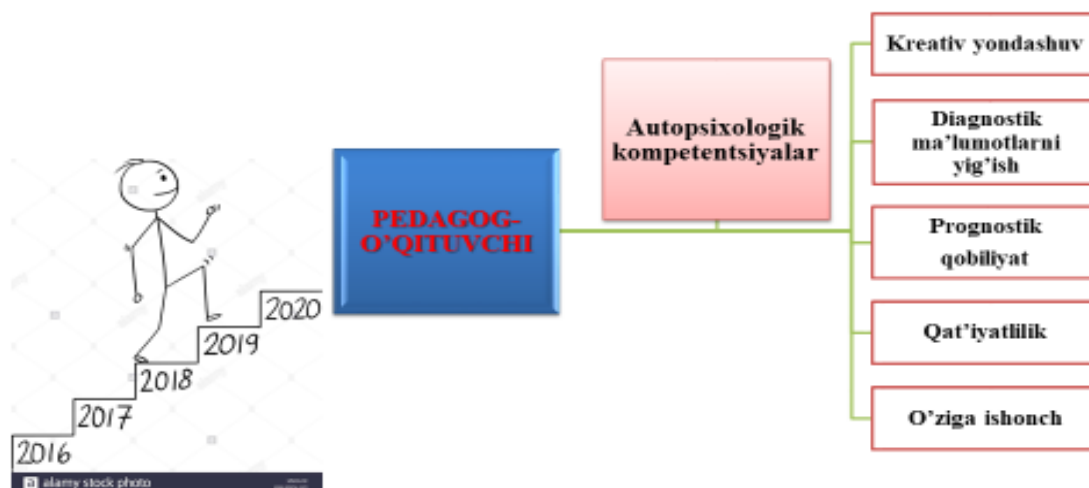 Kreativ yondashuv
Autopsixologik
kompetentsiyalar
Diagnostik
ma’lumotlarni
yig’ish
PEDAGOG-
O’QITUVCHI
Prognostik
qobiliyat
Qat’iyatlilik
O’ziga ishonch
2020
2019
2018
2017
2016
a alamy stock photo